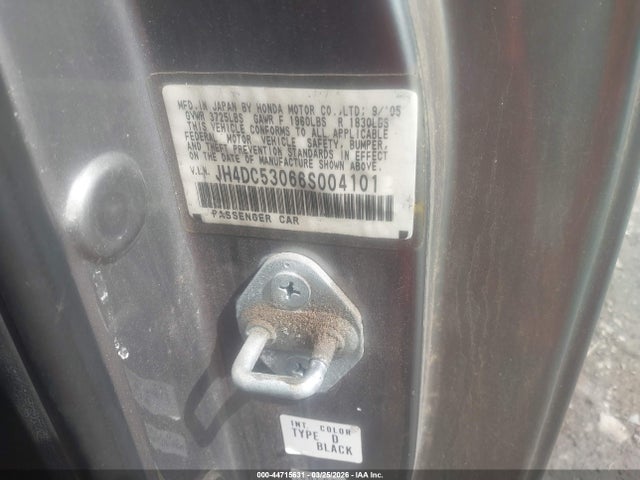 MFD.IN JAPAN BY HONDA MOTOR CO.,LTD; 9/'05
GVWR 3725LBS GAWR F 1960LBS R 1830LBS
THIS VEHICLE CONFORMS TO ALL APPLICABLE
FEDERAL MOTOR VEHICLE SAFETY, BUMPER,
AND THEFT PREVENTION STANDARDS IN EFFECT
ON THE DATE OF MANUFACTURE SHOWN ABOVE.
V.I.N. JH4DC53066S004101
PASSENGER CAR
INT. COLOR
TYPE D
BLACK
000-44715631 - 03/25/2026 - © Copyright 2026 - IAA Inc.